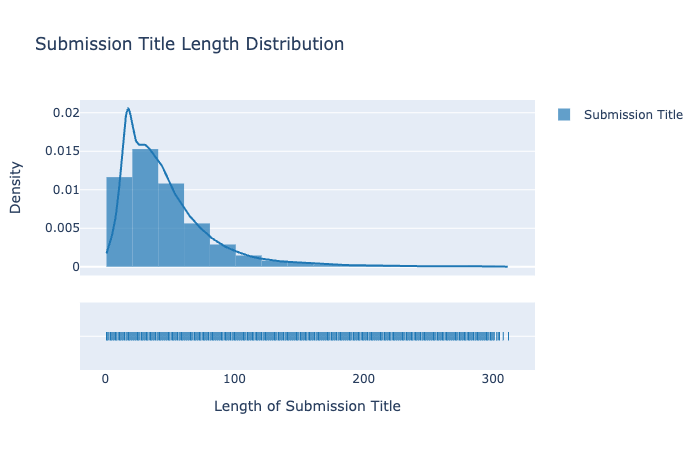 Submission Title Length Distribution
Submission Title
0.02
0.015
0.01
0.005
0
Density
0 100 200 300
Length of Submission Title